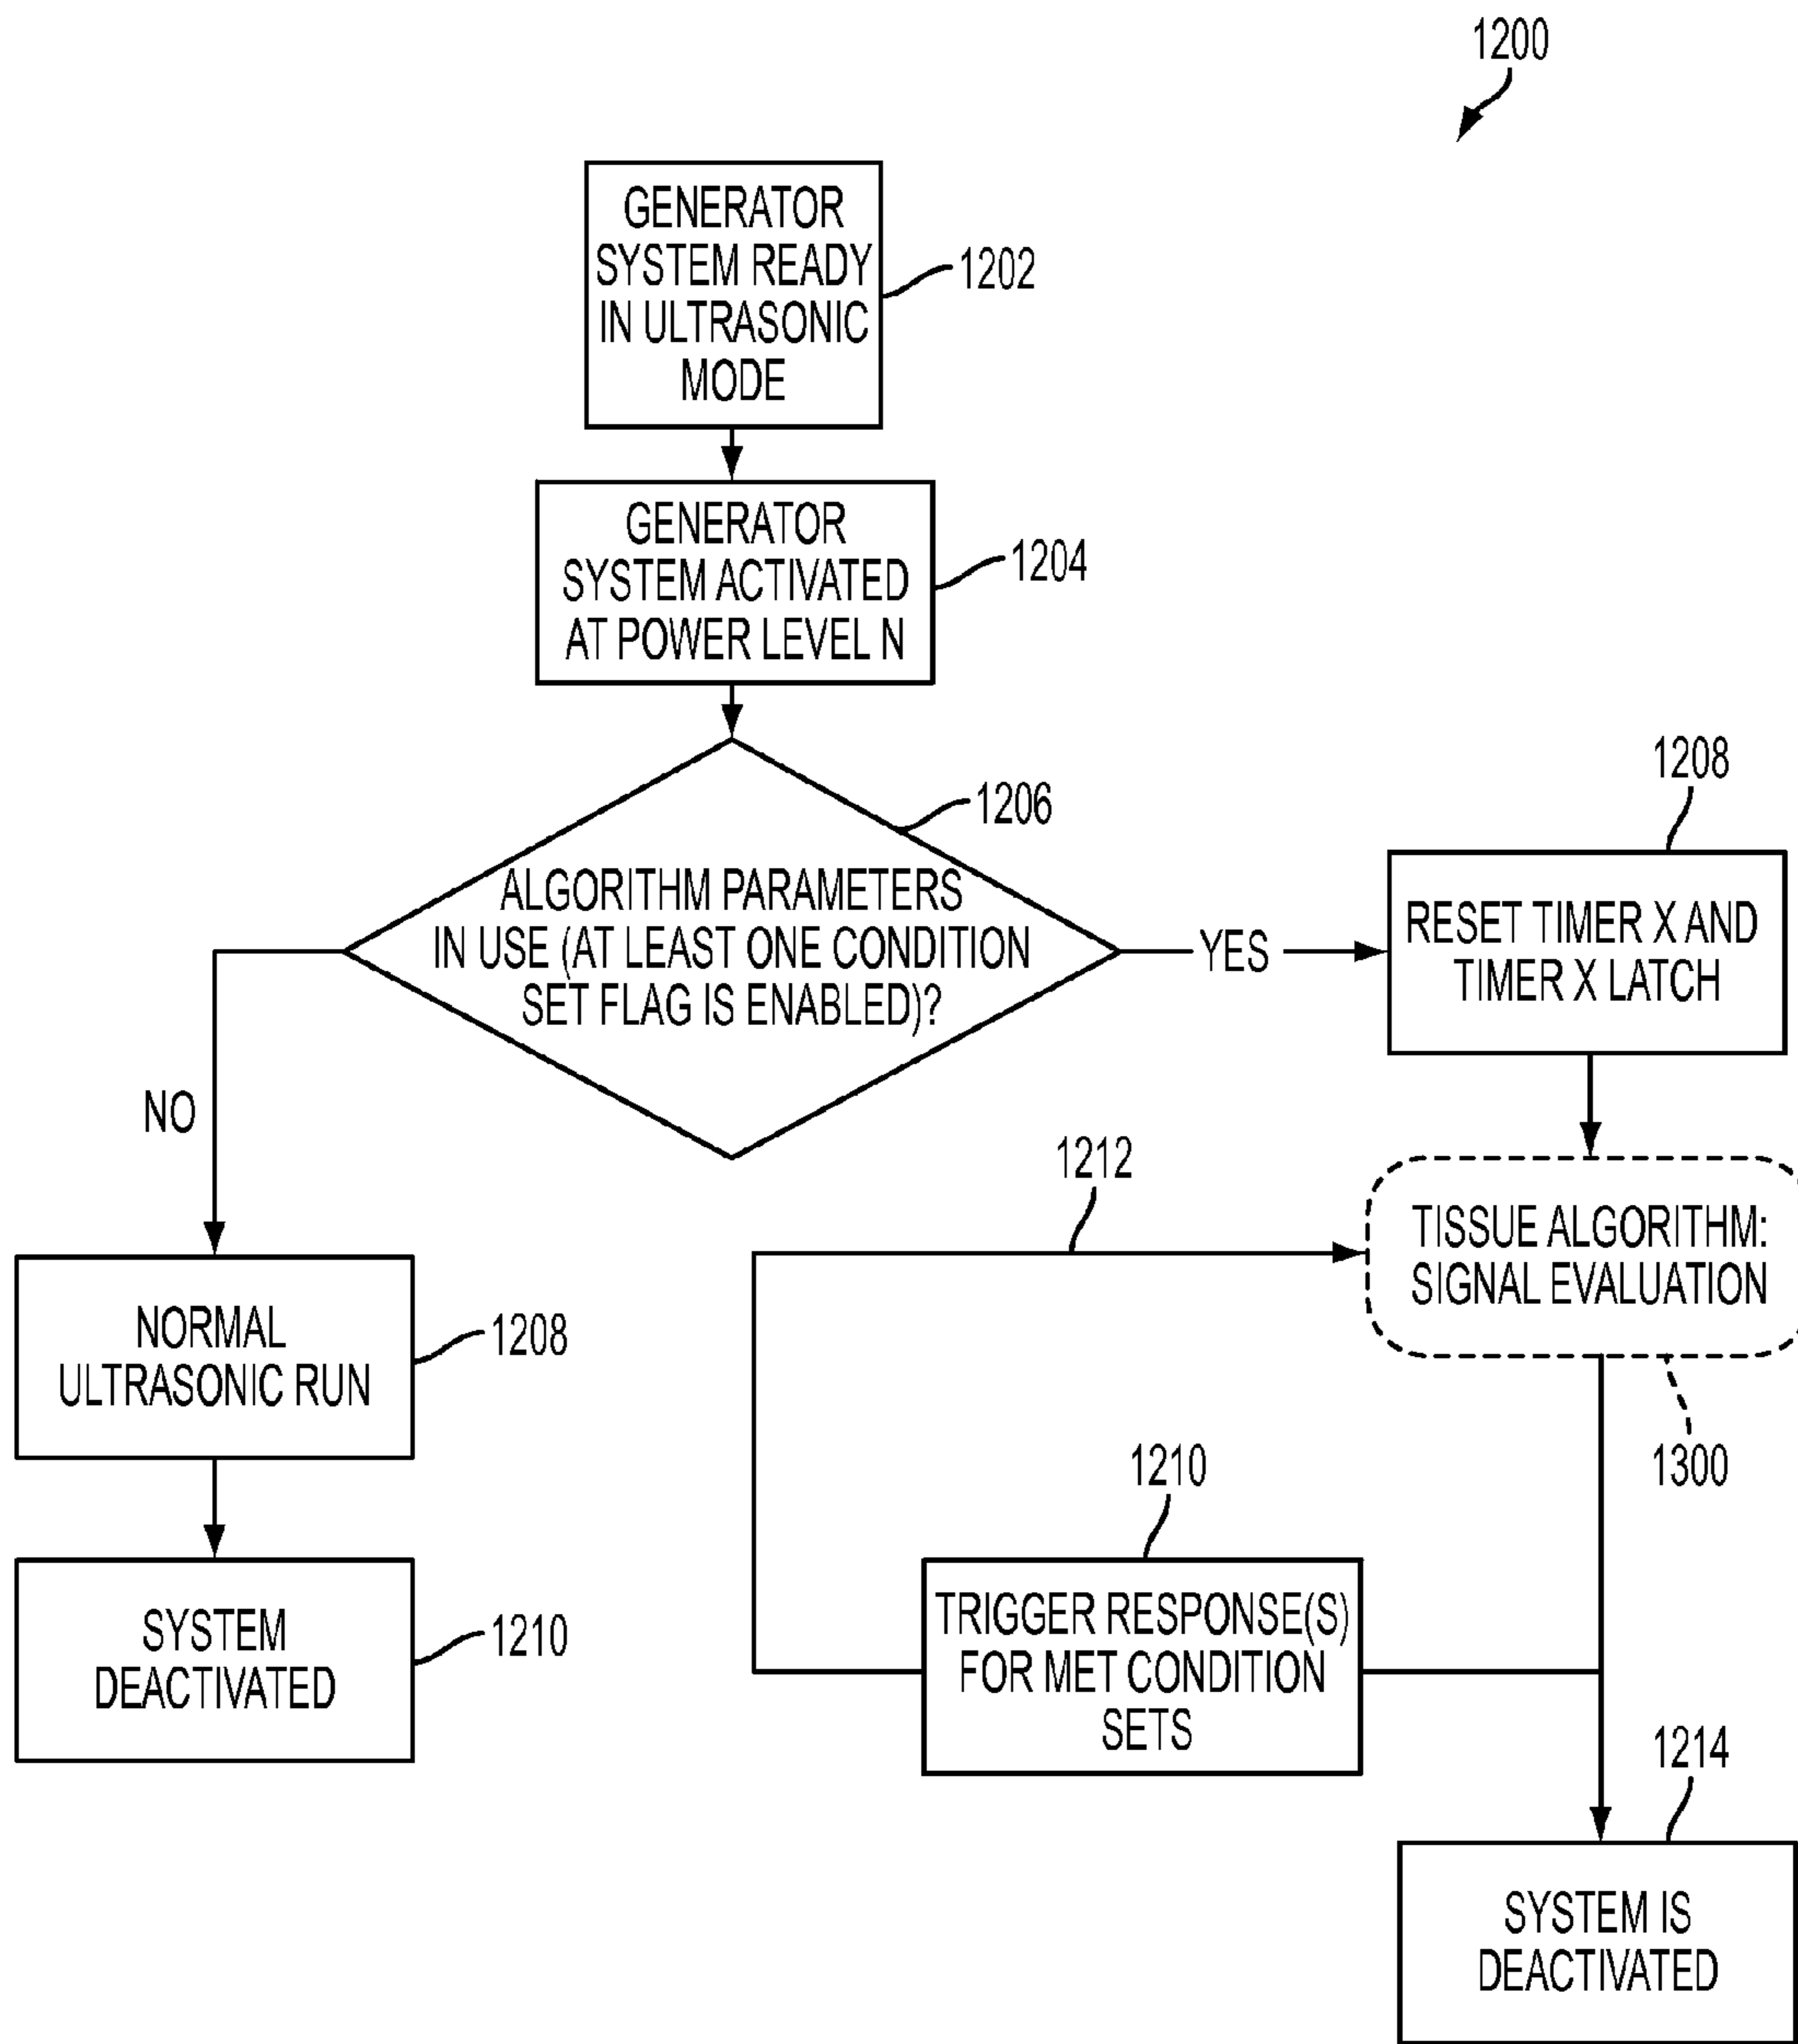 1200
GENERATOR
SYSTEM READY
IN ULTRASONIC
MODE
1202
GENERATOR
SYSTEM ACTIVATED
AT POWER LEVEL N
1204
1206
ALGORITHM PARAMETERS
IN USE (AT LEAST ONE CONDITION
SET FLAG IS ENABLED)?
YES
NO
1208
RESET TIMER X AND
TIMER X LATCH
1212
TISSUE ALGORITHM:
SIGNAL EVALUATION
1300
NORMAL
ULTRASONIC RUN
1208
SYSTEM
DEACTIVATED
1210
1210
TRIGGER RESPONSE(S)
FOR MET CONDITION
SETS
1214
SYSTEM IS
DEACTIVATED